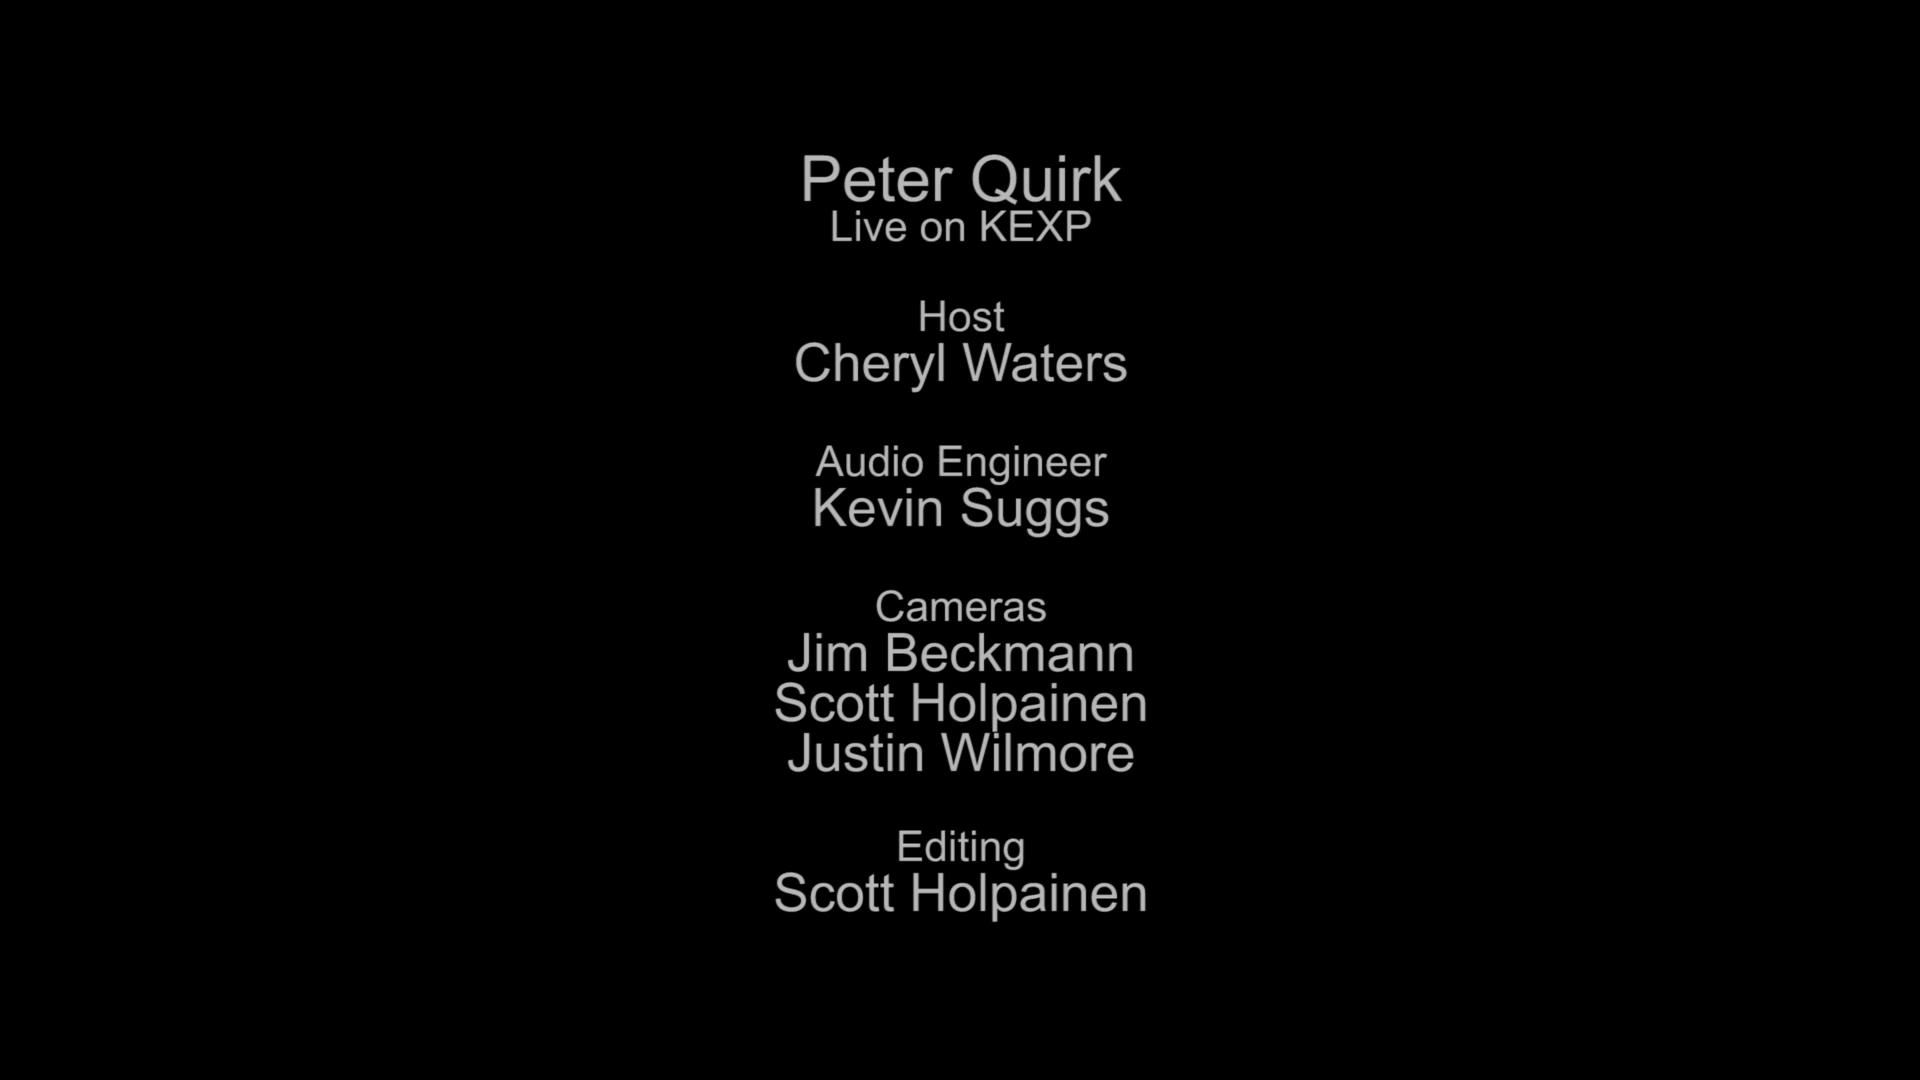 Peter Quirk
Live on KEXP
Host
Cheryl Waters
Audio Engineer
Kevin Suggs
Cameras
Jim Beckmann
Scott Holpainen
Justin Wilmore
Editing
Scott Holpainen